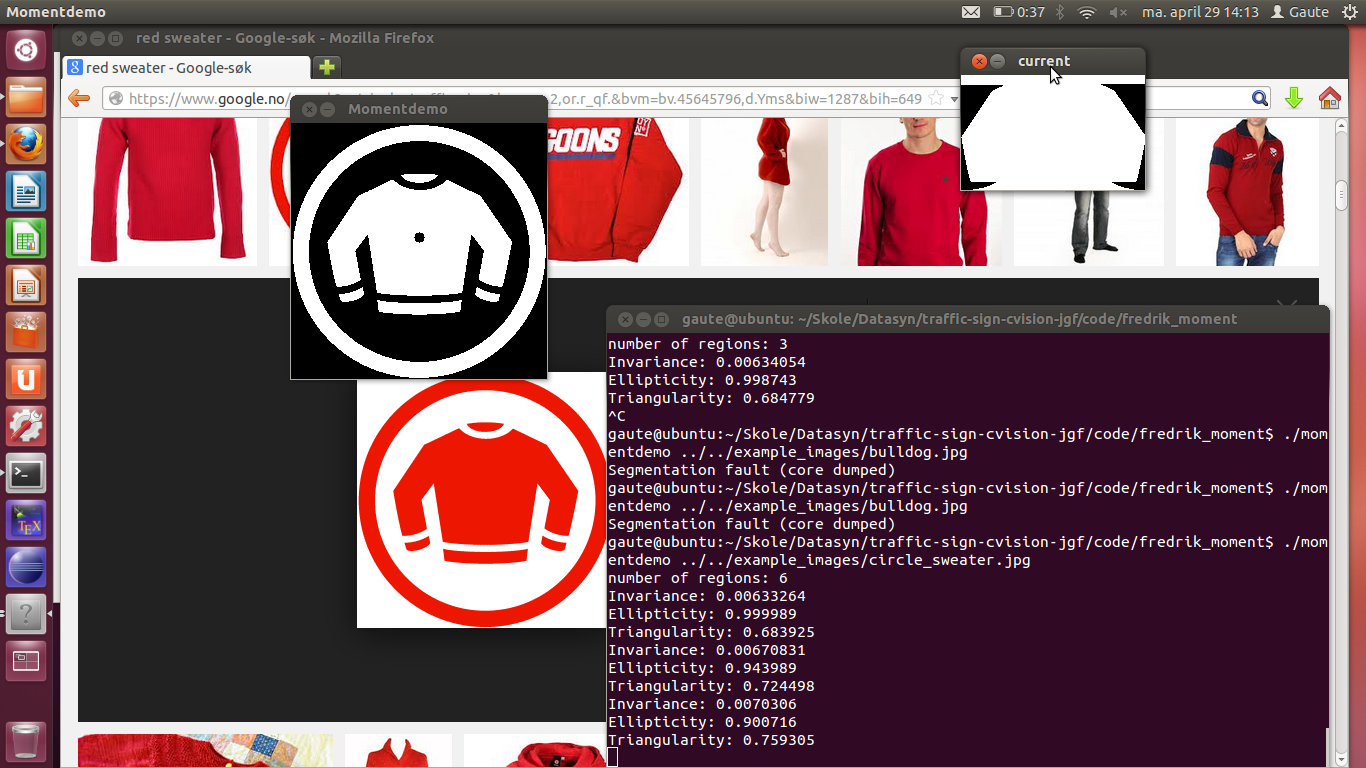 Momentdemo
0:37
ma. april 29 14:13
Gaute
red sweater - Google-søk - Mozilla Firefox
red sweater - Google-søk
current
https://www.google.no/
2,or.r_qf.&bvm=bv.45645796,d.Yms&biw=1287&bih=649
Momentdemo
GOONS
gaute@ubuntu: ~/Skole/Datasyn/traffic-sign-cvision-jgf/code/fredrik_moment
number of regions: 3
Invariance: 0.00634054
Ellipticity: 0.998743
Triangularity: 0.684779
^C
gaute@ubuntu:~/Skole/Datasyn/traffic-sign-cvision-jgf/code/fredrik_moment$ ./mom
entdemo ../../example_images/bulldog.jpg
Segmentation fault (core dumped)
gaute@ubuntu:~/Skole/Datasyn/traffic-sign-cvision-jgf/code/fredrik_moment$ ./mom
entdemo ../../example_images/bulldog.jpg
Segmentation fault (core dumped)
gaute@ubuntu:~/Skole/Datasyn/traffic-sign-cvision-jgf/code/fredrik_moment$ ./mom
entdemo ../../example_images/circle_sweater.jpg
number of regions: 6
Invariance: 0.00633264
Ellipticity: 0.999989
Triangularity: 0.683925
Invariance: 0.00670831
Ellipticity: 0.943989
Triangularity: 0.724498
Invariance: 0.0070306
Ellipticity: 0.900716
Triangularity: 0.759305
TEX